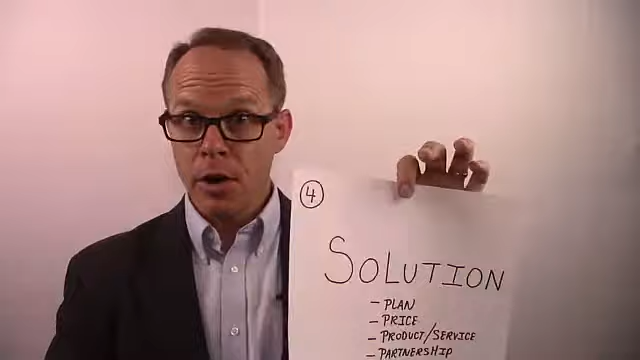 4
SOLUTION
- PLAN
- PRICE
- PRODUCT/SERVICE
- PARTNERSHIP